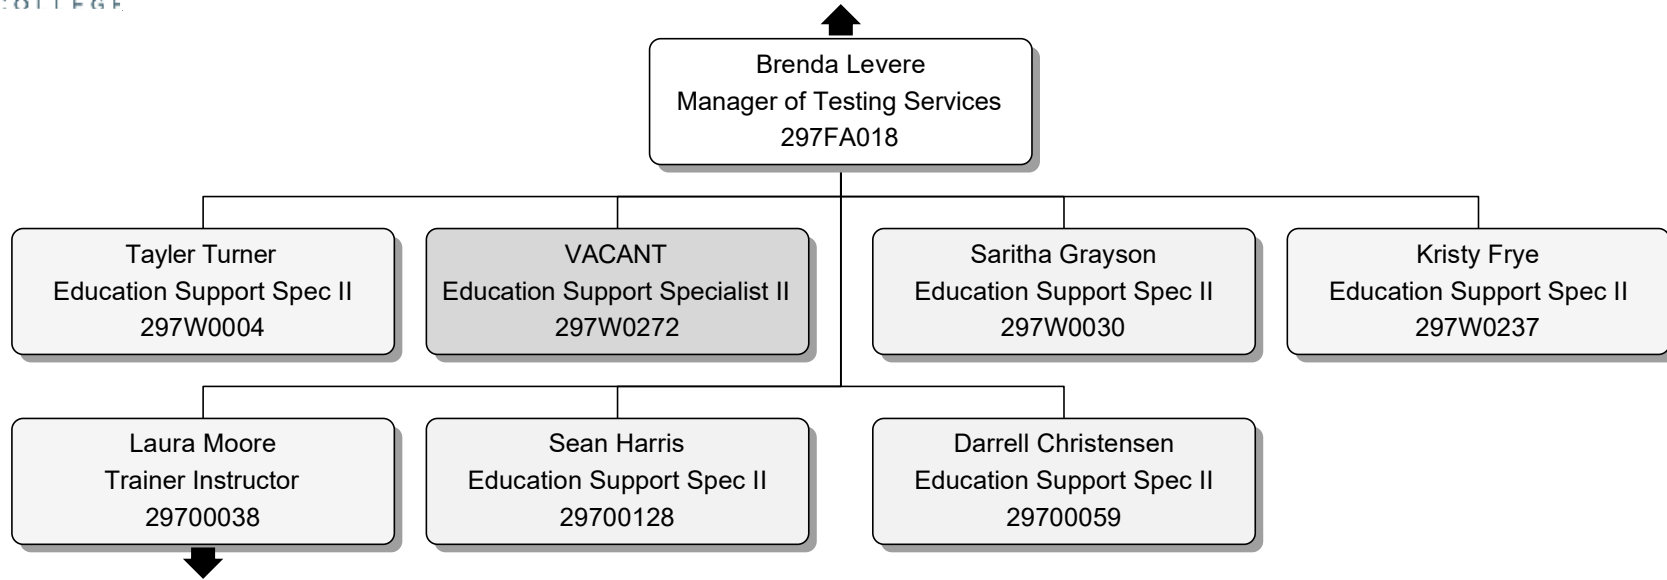 COLLEGE
Brenda Levere
Manager of Testing Services
297FA018
Tayler Turner
Education Support Spec II
297W0004
VACANT
Education Support Specialist II
297W0272
Saritha Grayson
Education Support Spec II
297W0030
Kristy Frye
Education Support Spec II
297W0237
Laura Moore
Trainer Instructor
29700038
Sean Harris
Education Support Spec II
29700128
Darrell Christensen
Education Support Spec II
29700059